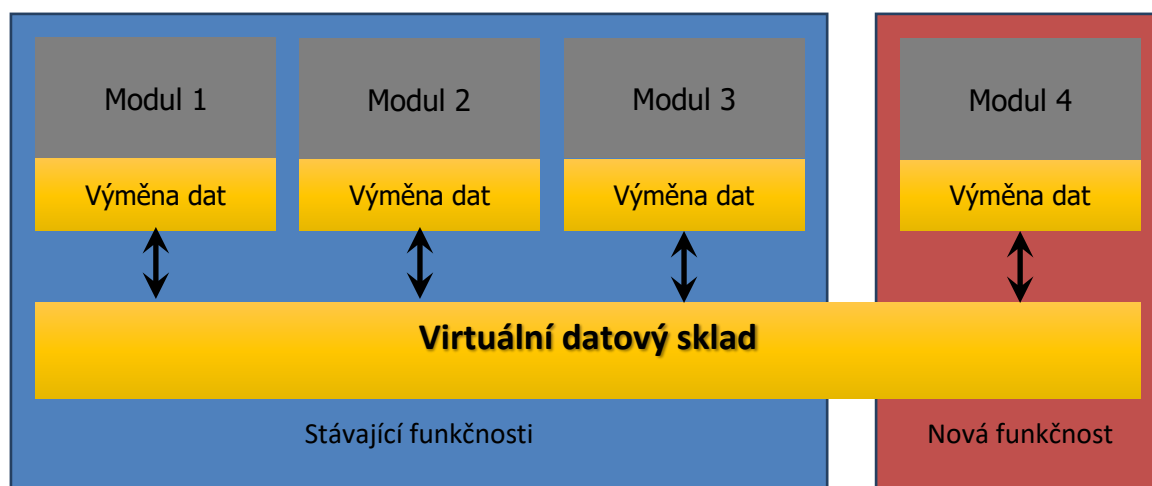 Modul 1
Modul 2
Modul 3
Modul 4
Výměna dat
Výměna dat
Výměna dat
Výměna dat
Virtuální datový sklad
Stávající funkčnosti
Nová funkčnost